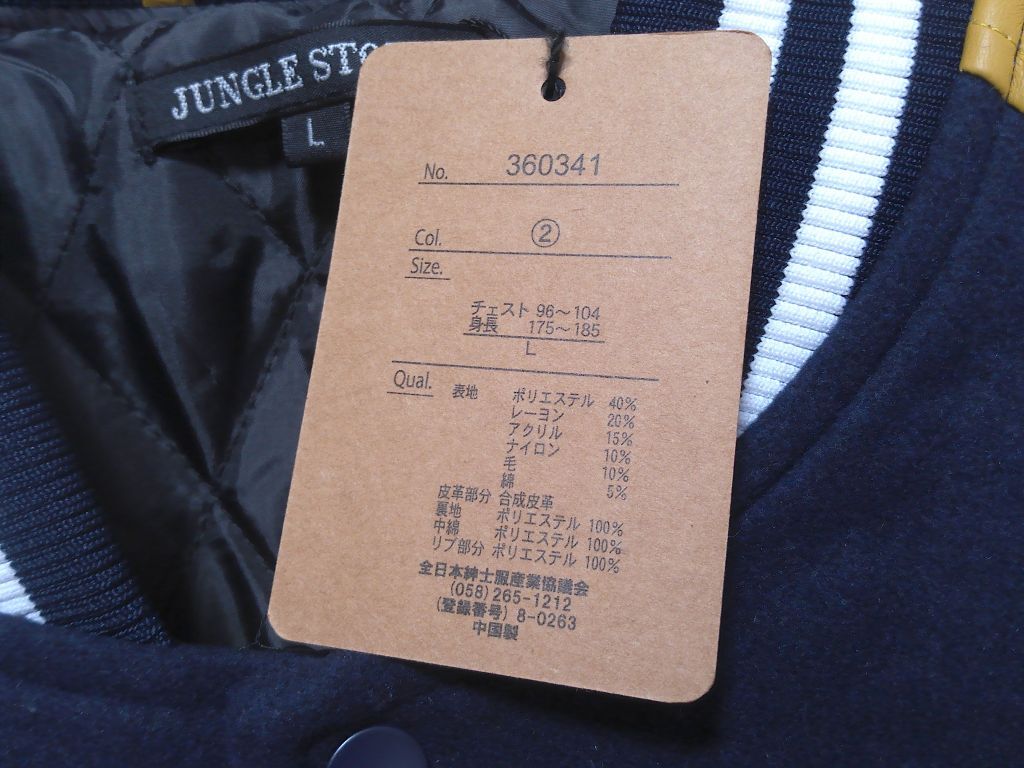 JUNGLE
L
No. 360341
Col. ②
Size.
チェスト 96～104
身長 175～185
L
Qual. 表地 ポリエステル 40%
レーヨン 20%
アクリル 15%
ナイロン 10%
毛 10%
綿 5%
皮革部分 合成皮革
裏地 ポリエステル 100%
中綿 ポリエステル 100%
リブ部分 ポリエステル 100%
全日本紳士服産業協議会
(058)265-1212
(登録番号) 8-0263
中国製